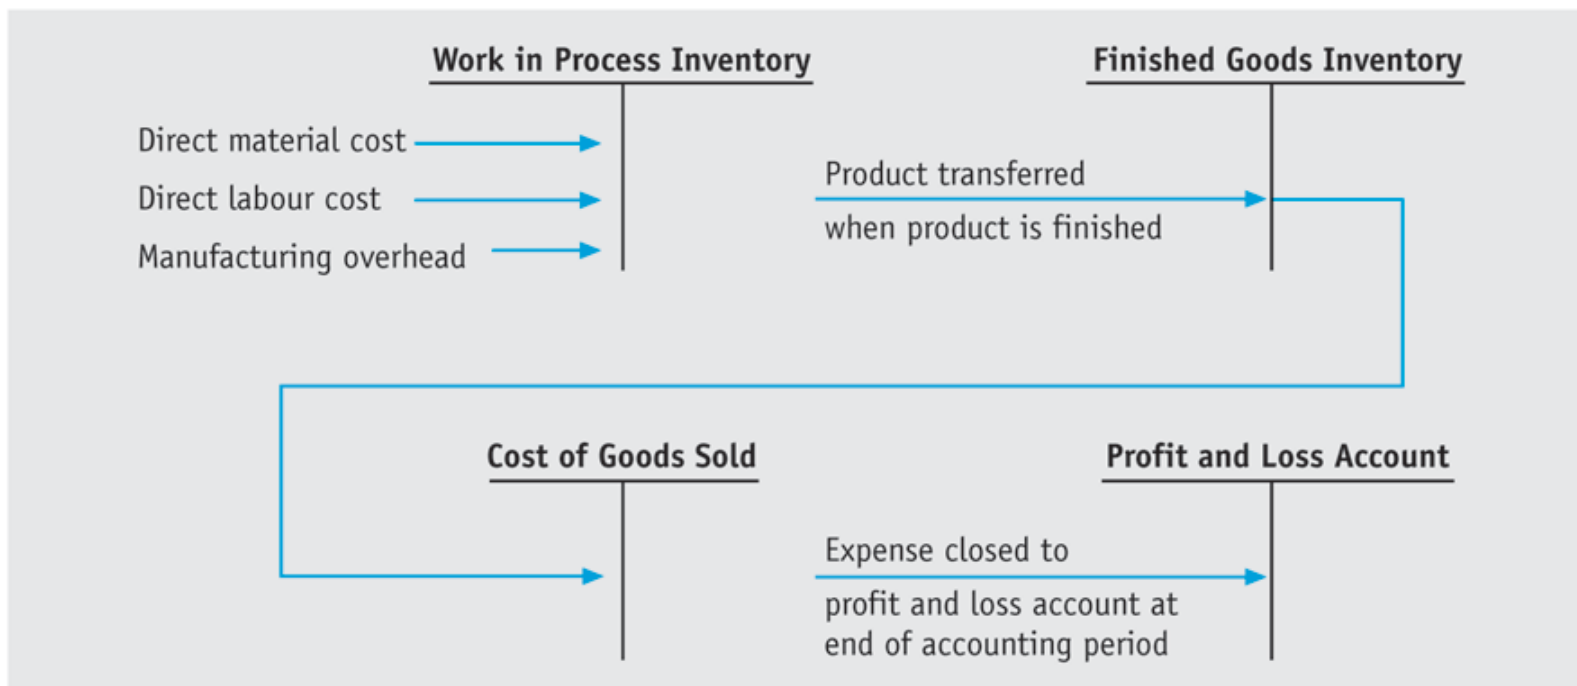 Work in Process Inventory
Finished Goods Inventory
Direct material cost
Direct labour cost
Manufacturing overhead
Product transferred
when product is finished
Cost of Goods Sold
Profit and Loss Account
Expense closed to
profit and loss account at
end of accounting period